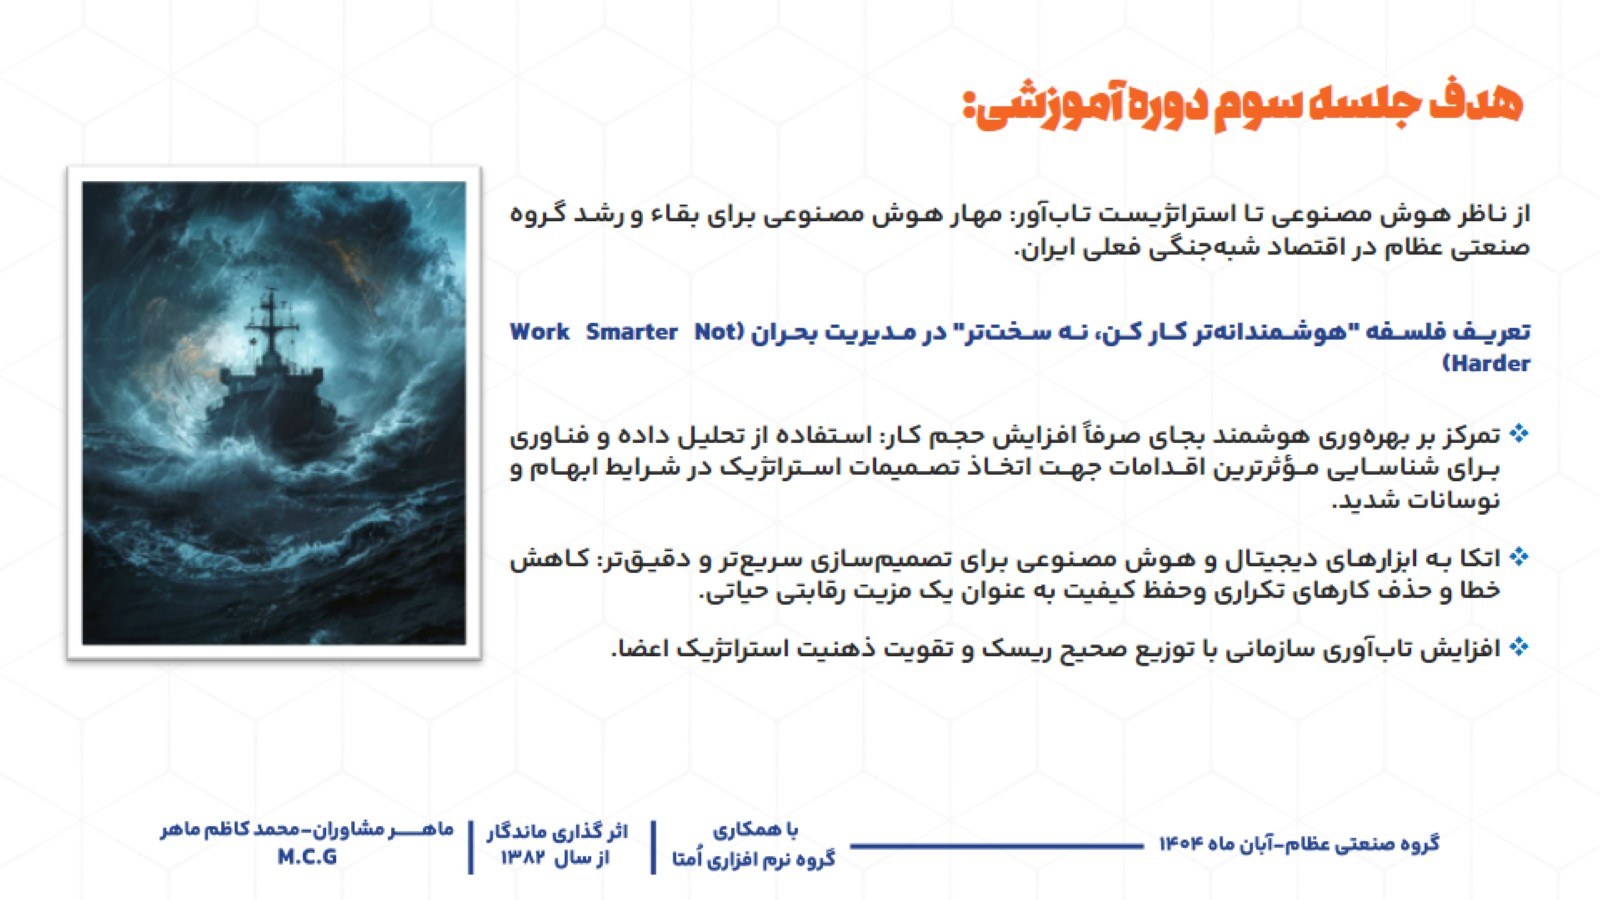 هدف جلسه سوم دوره آموزشی:
از ناظر هوش مصنوعی تا استراتژیست تاب‌آور: مهار هوش مصنوعی برای بقاء و رشد گروه
صنعتی عظام در اقتصاد شبه‌جنگی فعلی ایران.
تعریف فلسفه "هوشمندانه‌تر کار کن، نه سخت‌تر" در مدیریت بحران (Work Smarter Not
Harder)
❖ تمرکز بر بهره‌وری هوشمند بجای صرفاً افزایش حجم کار: استفاده از تحلیل داده و فناوری
برای شناسایی مؤثرترین اقدامات جهت اتخاذ تصمیمات استراتژیک در شرایط ابهام و
نوسانات شدید.
❖ اتکا به ابزارهای دیجیتال و هوش مصنوعی برای تصمیم‌سازی سریع‌تر و دقیق‌تر: کاهش
خطا و حذف کارهای تکراری وحفظ کیفیت به عنوان یک مزیت رقابتی حیاتی.
❖ افزایش تاب‌آوری سازمانی با توزیع صحیح ریسک و تقویت ذهنیت استراتژیک اعضا.
گروه صنعتی عظام-آبان ماه ۱۴۰۴
با همکاری
گروه نرم افزاری اُمتا
اثر گذاری ماندگار
از سال ۱۳۸۲
ماهـــر مشاوران-محمد کاظم ماهر
M.C.G